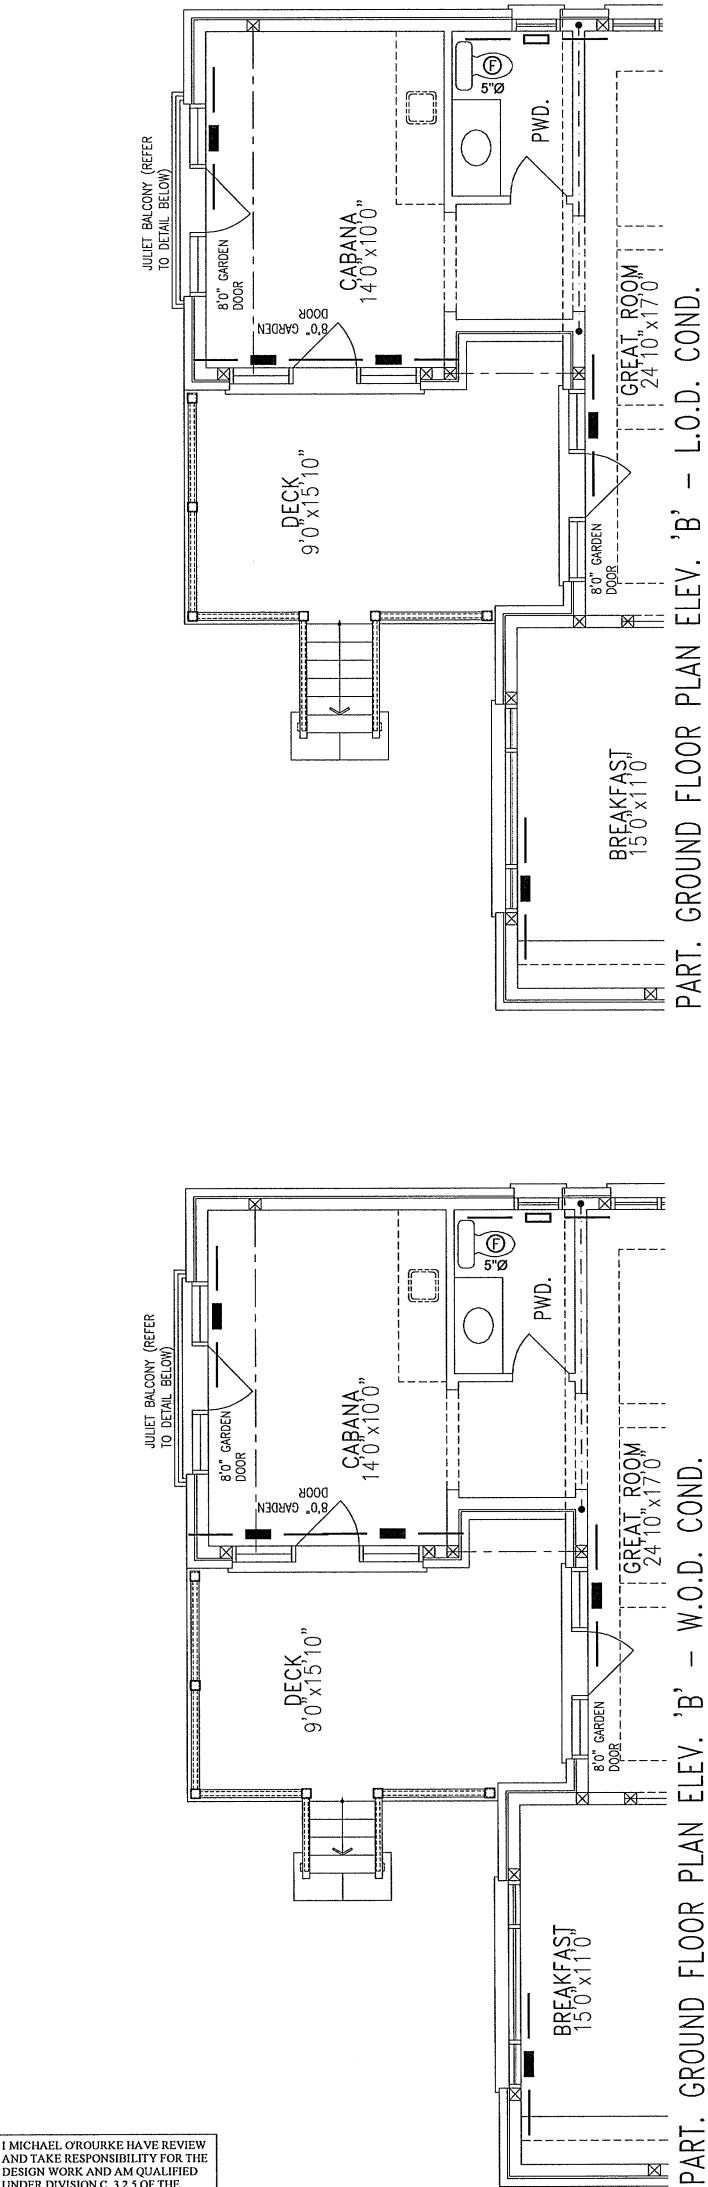 JULIET BALCONY (REFER
TO DETAIL BELOW)
8'0" GARDEN
DOOR
8'0" GARDEN
DOOR
CABANA
14'0"x10'0"
F
5"Ø
PWD.
DECK
9'0"x15'10"
GREAT ROOM
24'10"x17'0"
8'0" GARDEN
DOOR
BREAKFAST
15'0"x11'0"
PART. GROUND FLOOR PLAN ELEV. 'B' - L.O.D. COND.
JULIET BALCONY (REFER
TO DETAIL BELOW)
8'0" GARDEN
DOOR
8'0" GARDEN
DOOR
CABANA
14'0"x10'0"
F
5"Ø
PWD.
DECK
9'0"x15'10"
GREAT ROOM
24'10"x17'0"
8'0" GARDEN
DOOR
BREAKFAST
15'0"x11'0"
PART. GROUND FLOOR PLAN ELEV. 'B' - W.O.D. COND.
I MICHAEL O'ROURKE HAVE REVIEW
AND TAKE RESPONSIBILITY FOR THE
DESIGN WORK AND AM QUALIFIED
UNDER DIVISION C, 3.2.5 OF THE